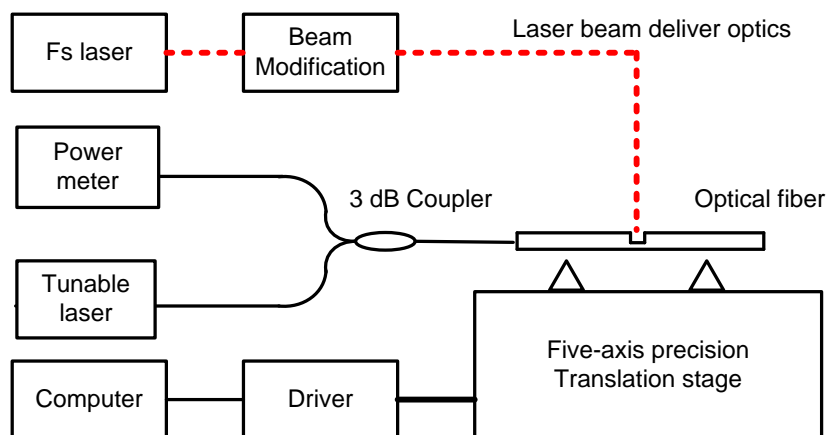 Fs laser
Beam
Modification
Laser beam deliver optics
Power
meter
3 dB Coupler
Optical fiber
Tunable
laser
Five-axis precision
Translation stage
Computer
Driver